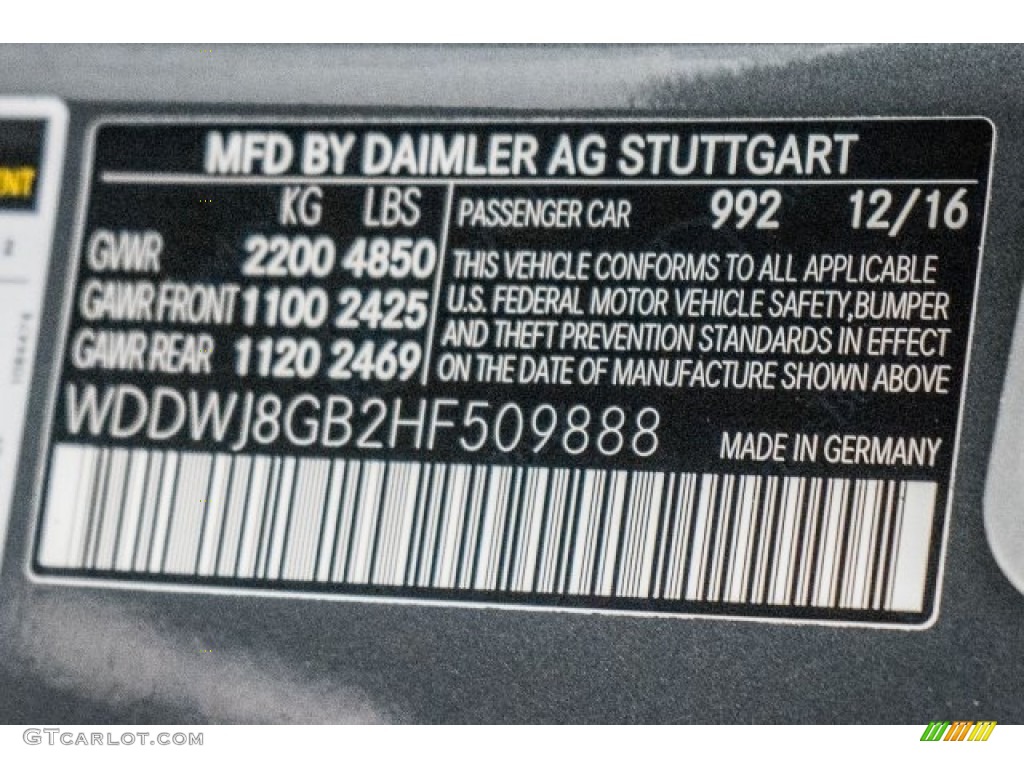 MFD BY DAIMLER AG STUTTGART
KG LBS
GVWR 2200 4850
GAWR FRONT 1100 2425
GAWR REAR 1120 2469
PASSENGER CAR 992 12/16
THIS VEHICLE CONFORMS TO ALL APPLICABLE
U.S. FEDERAL MOTOR VEHICLE SAFETY,BUMPER
AND THEFT PREVENTION STANDARDS IN EFFECT
ON THE DATE OF MANUFACTURE SHOWN ABOVE
WDDWJ8GB2HF509888
MADE IN GERMANY
GTCARLOT.COM